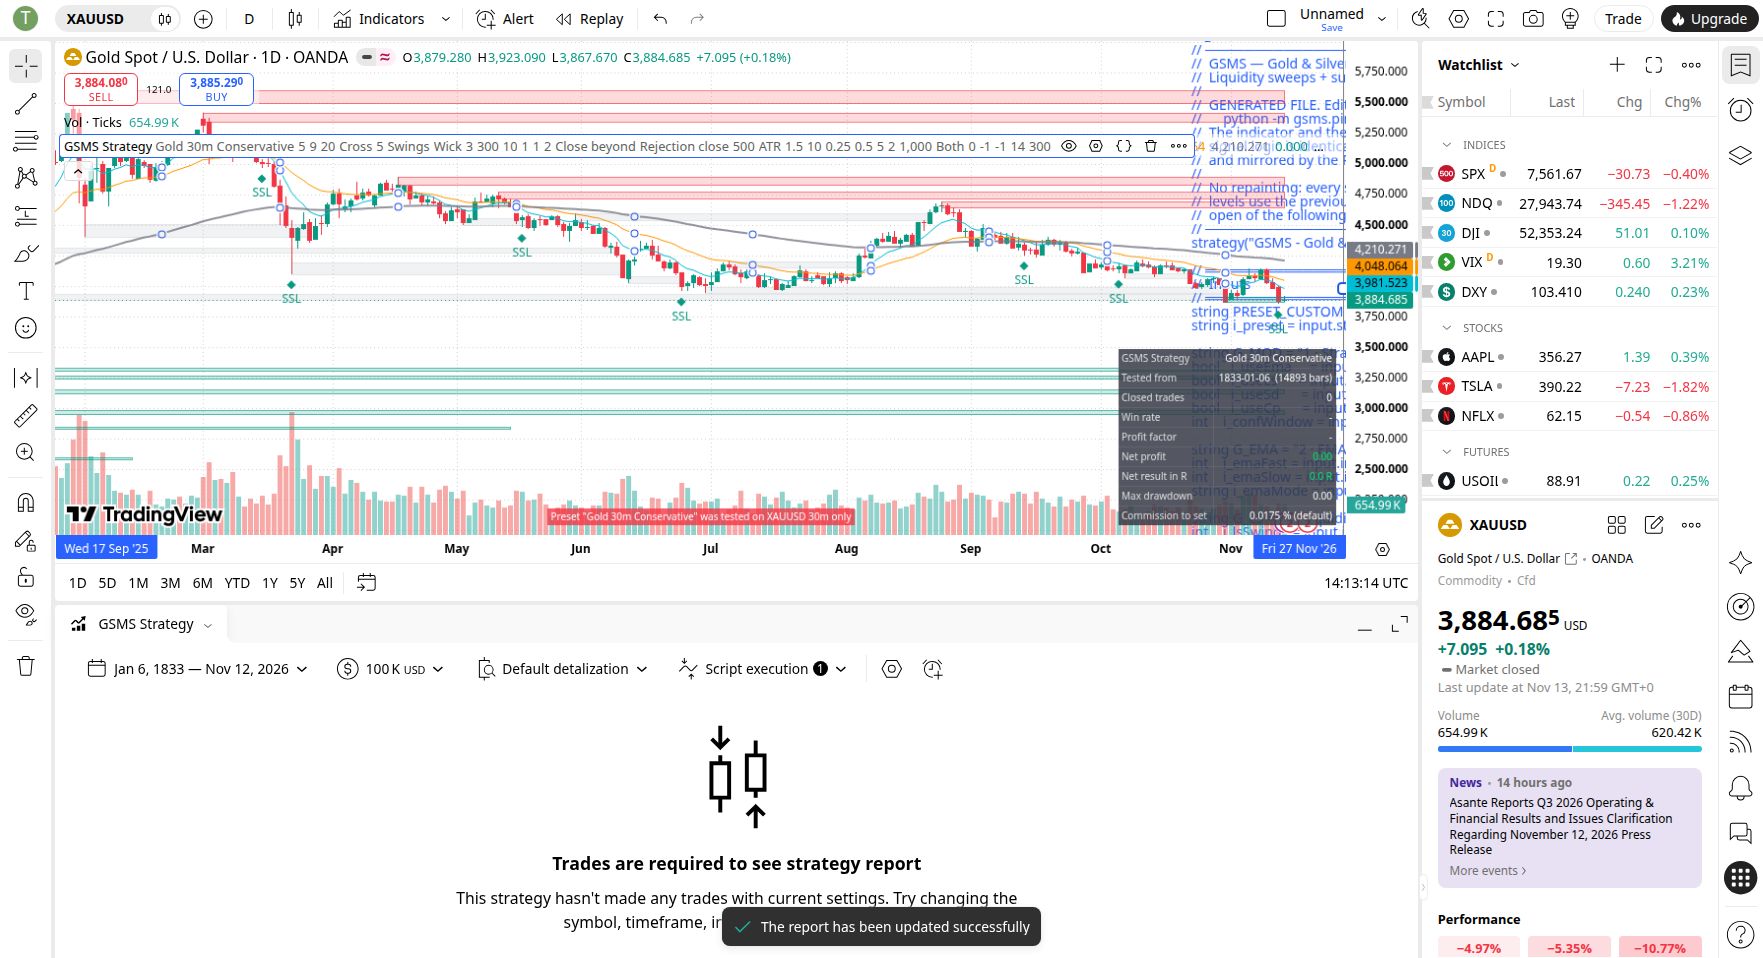 T
XAUUSD
D
Indicators
Alert
Replay
Unnamed
Save
Trade
Upgrade
Gold Spot / U.S. Dollar · 1D · OANDA
O3,879.280 H3,923.090 L3,867.670 C3,884.685 +7.095 (+0.18%)
3,884.080
SELL
121.0
3,885.290
BUY
Vol · Ticks 654.99 K
GSMS Strategy Gold 30m Conservative 5 9 20 Cross 5 Swings Wick 3 300 10 1 1 2 Close beyond Rejection close 500 ATR 1.5 10 0.25 0.5 5 2 1,000 Both 0 -1 -1 14 300
4,210.271 0.000 ...
//
// GSMS — Gold & Silve
// Liquidity sweeps + su
//
// GENERATED FILE. Edi
// python -m gsms.pi
// The indicator and the
// and mirrored by the
//
// No repainting: every
// levels use the previou
// open of the following
//
strategy("GSMS - Gold &
//
// Inputs
//
string PRESET_CUSTOM
string i_preset = input.st
SSL
SSL
SSL
SSL
SSL
SSL
SSL
5,750.000
5,500.000
5,250.000
5,000.000
4,750.000
4,500.000
4,210.271
4,048.064
3,981.523
3,884.685
3,750.000
3,500.000
3,250.000
3,000.000
2,750.000
2,500.000
654.99 K
GSMS Strategy Gold 30m Conservative
Tested from 1833-01-06 (14893 bars)
Closed trades 0
Win rate -
Profit factor -
Net profit 0.00
Net result in R 0.0 R
Max drawdown 0.00
Commission to set 0.0175 % (default)
TradingView
Preset "Gold 30m Conservative" was tested on XAUUSD 30m only
Wed 17 Sep '25
Mar
Apr
May
Jun
Jul
Aug
Sep
Oct
Nov
Fri 27 Nov '26
1D 5D 1M 3M 6M YTD 1Y 5Y All
14:13:14 UTC
GSMS Strategy
Jan 6, 1833 — Nov 12, 2026
100 K USD
Default detalization
Script execution 1
Trades are required to see strategy report
This strategy hasn't made any trades with current settings. Try changing the
symbol, timeframe, i
The report has been updated successfully
Watchlist
Symbol Last Chg Chg%
INDICES
500 SPX D 7,561.67 −30.73 −0.40%
100 NDQ 27,943.74 −345.45 −1.22%
30 DJI 52,353.24 51.01 0.10%
VIX D 19.30 0.60 3.21%
$ DXY 103.410 0.240 0.23%
STOCKS
AAPL 356.27 1.39 0.39%
TSLA 390.22 −7.23 −1.82%
N NFLX 62.15 −0.54 −0.86%
FUTURES
USOIL 88.91 0.22 0.25%
XAUUSD
Gold Spot / U.S. Dollar · OANDA
Commodity · Cfd
3,884.685 USD
+7.095 +0.18%
Market closed
Last update at Nov 13, 21:59 GMT+0
Volume Avg. volume (30D)
654.99 K 620.42 K
News · 14 hours ago
Asante Reports Q3 2026 Operating &
Financial Results and Issues Clarification
Regarding November 12, 2026 Press
Release
More events
Performance
−4.97% −5.35% −10.77%